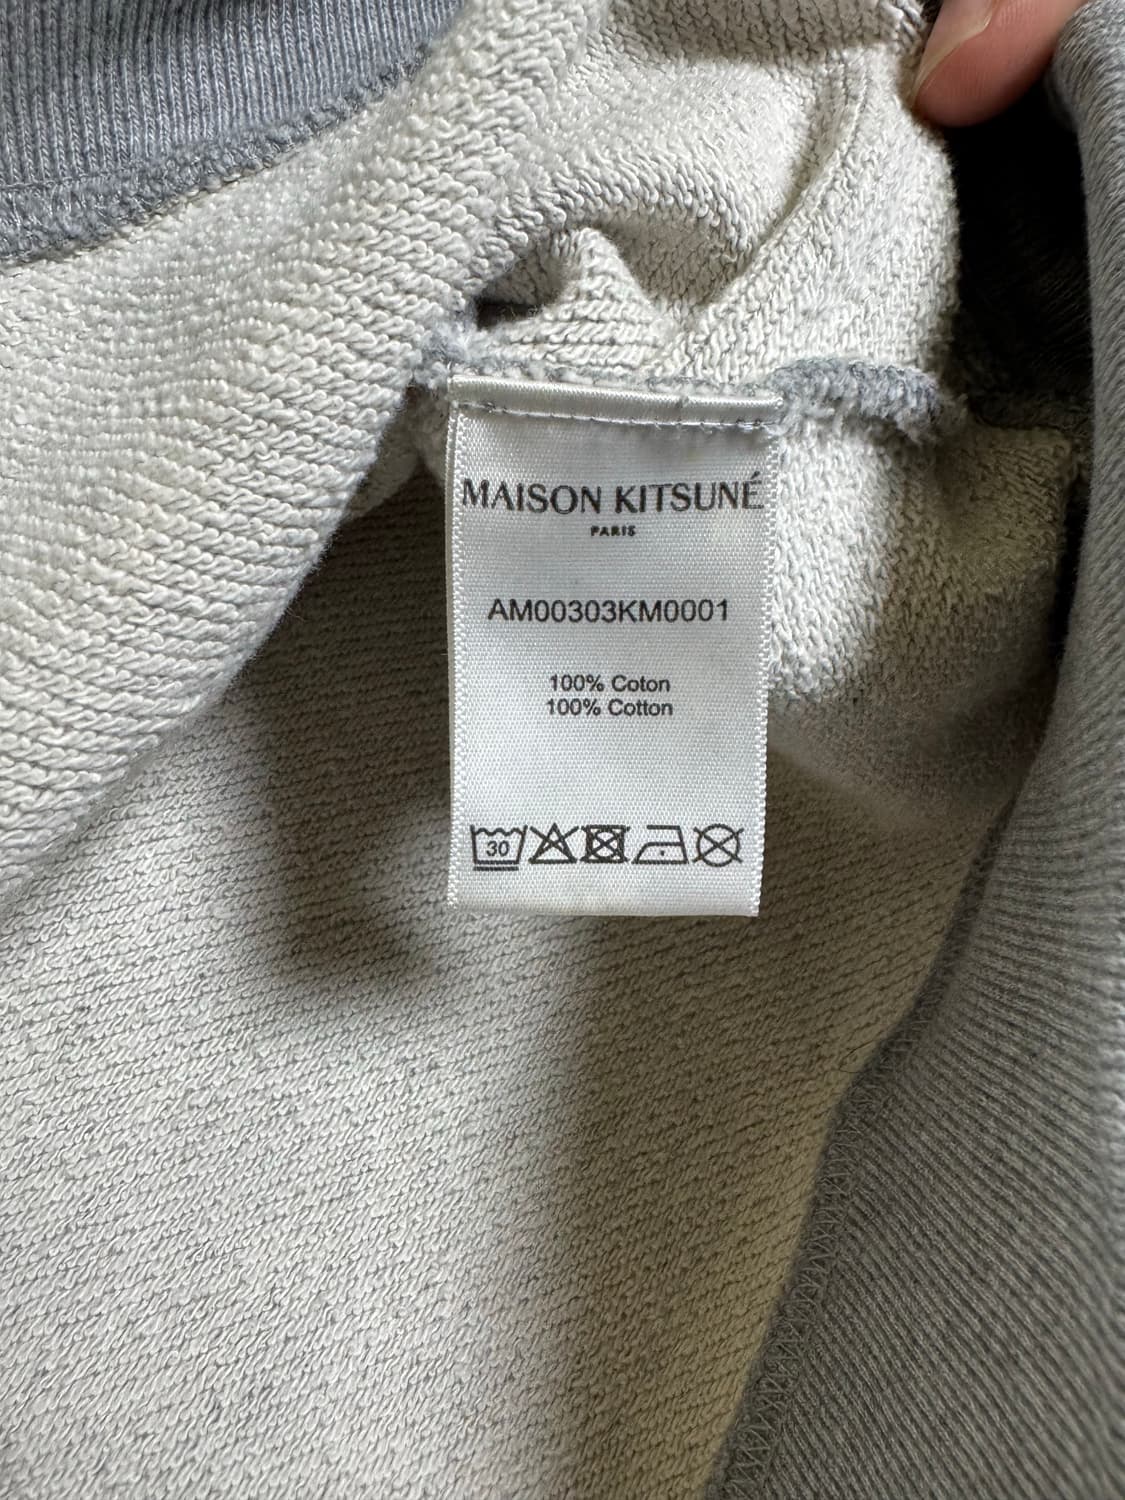 MAISON KITSUNÉ
PARIS
AM00303KM0001
100% Coton
100% Cotton
30